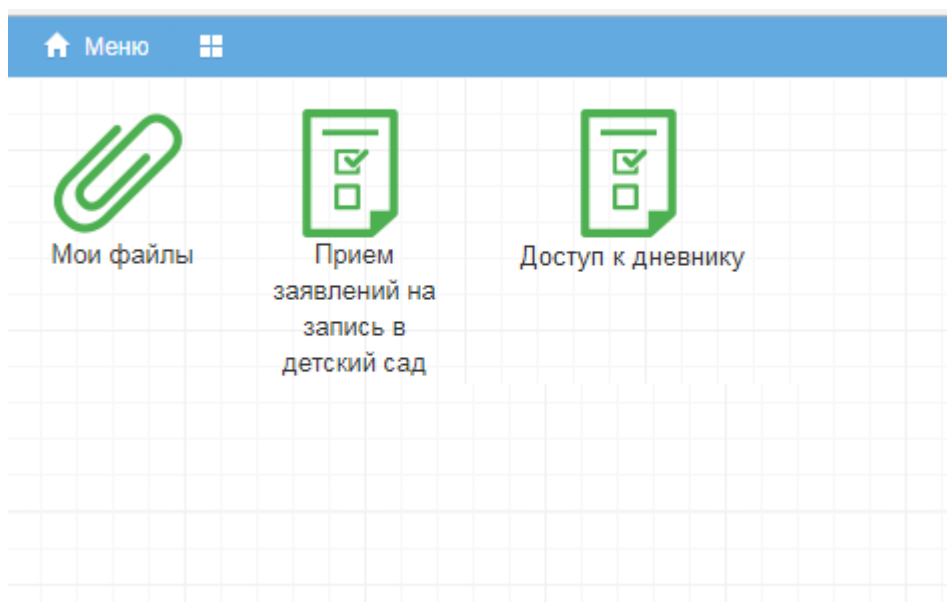 Меню
Мои файлы
Прием
заявлений на
запись в
детский сад
Доступ к дневнику